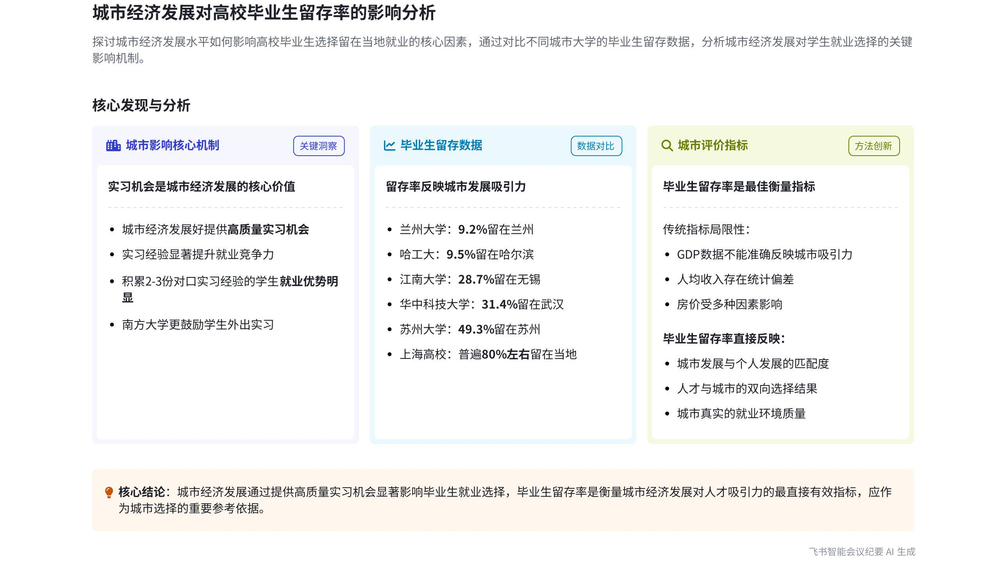 城市经济发展对高校毕业生留存率的影响分析
探讨城市经济发展水平如何影响高校毕业生选择留在当地就业的核心因素，通过对比不同城市大学的毕业生留存数据，分析城市经济发展对学生就业选择的关键
影响机制。
核心发现与分析
城市影响核心机制
关键洞察
实习机会是城市经济发展的核心价值
• 城市经济发展好提供高质量实习机会
• 实习经验显著提升就业竞争力
• 积累2-3份对口实习经验的学生就业优势明
显
• 南方大学更鼓励学生外出实习
毕业生留存数据
数据对比
留存率反映城市发展吸引力
• 兰州大学：9.2%留在兰州
• 哈工大：9.5%留在哈尔滨
• 江南大学：28.7%留在无锡
• 华中科技大学：31.4%留在武汉
• 苏州大学：49.3%留在苏州
• 上海高校：普遍80%左右留在当地
城市评价指标
方法创新
毕业生留存率是最佳衡量指标
传统指标局限性：
• GDP数据不能准确反映城市吸引力
• 人均收入存在统计偏差
• 房价受多种因素影响
毕业生留存率直接反映：
• 城市发展与个人发展的匹配度
• 人才与城市的双向选择结果
• 城市真实的就业环境质量
核心结论：城市经济发展通过提供高质量实习机会显著影响毕业生就业选择，毕业生留存率是衡量城市经济发展对人才吸引力的最直接有效指标，应作
为城市选择的重要参考依据。
飞书智能会议纪要 AI 生成